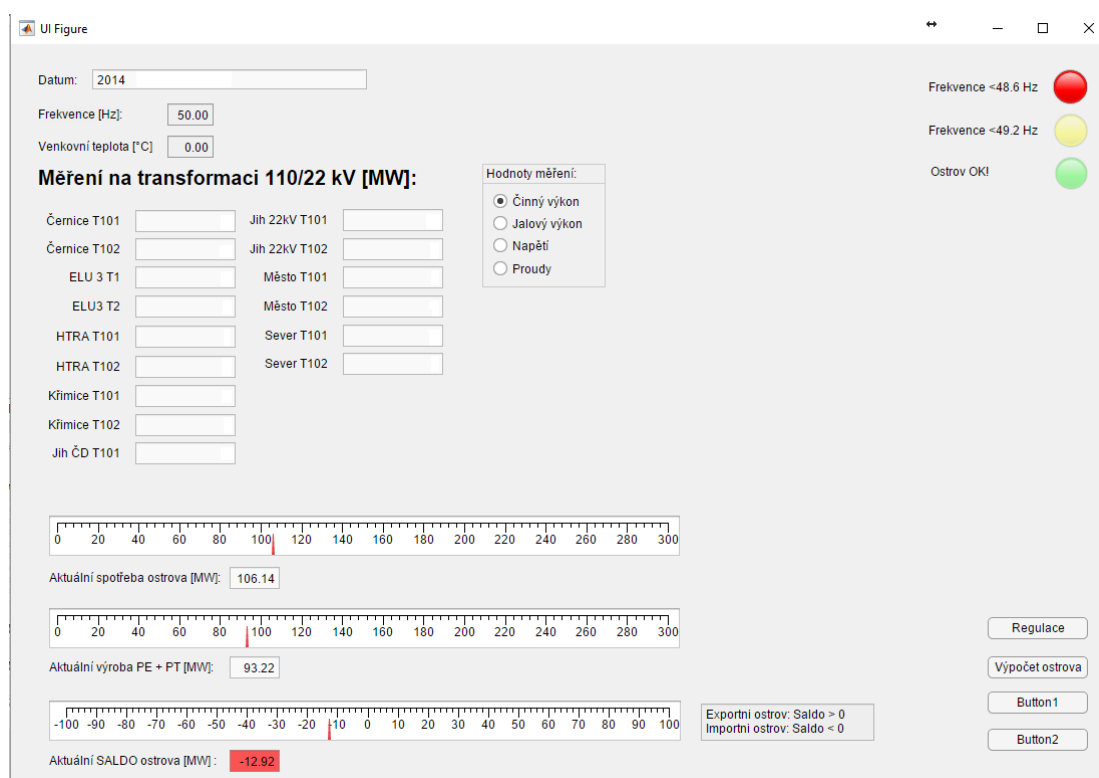 UI Figure
Datum: 2014
Frekvence <48.6 Hz
Frekvence [Hz]: 50.00
Frekvence <49.2 Hz
Venkovní teplota [°C] 0.00
Ostrov OK!
Měření na transformaci 110/22 kV [MW]:
Hodnoty měření:
Činný výkon
Jalový výkon
Napětí
Proudy
Černice T101 Jih 22kV T101
Černice T102 Jih 22kV T102
ELU 3 T1 Město T101
ELU3 T2 Město T102
HTRA T101 Sever T101
HTRA T102 Sever T102
Křimice T101
Křimice T102
Jih ČD T101
0 20 40 60 80 100 120 140 160 180 200 220 240 260 280 300
Aktuální spotřeba ostrova [MW]: 106.14
0 20 40 60 80 100 120 140 160 180 200 220 240 260 280 300
Aktuální výroba PE + PT [MW]: 93.22
-100 -90 -80 -70 -60 -50 -40 -30 -20 -10 0 10 20 30 40 50 60 70 80 90 100
Exportni ostrov: Saldo > 0
Importni ostrov: Saldo < 0
Aktuální SALDO ostrova [MW] : -12.92
Regulace
Výpočet ostrova
Button1
Button2